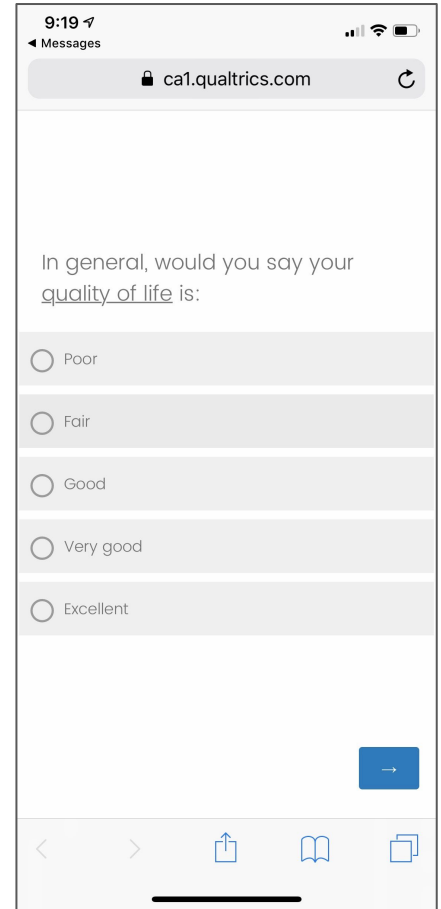 9:19
◀ Messages
ca1.qualtrics.com
In general, would you say your
quality of life is:
Poor
Fair
Good
Very good
Excellent
→